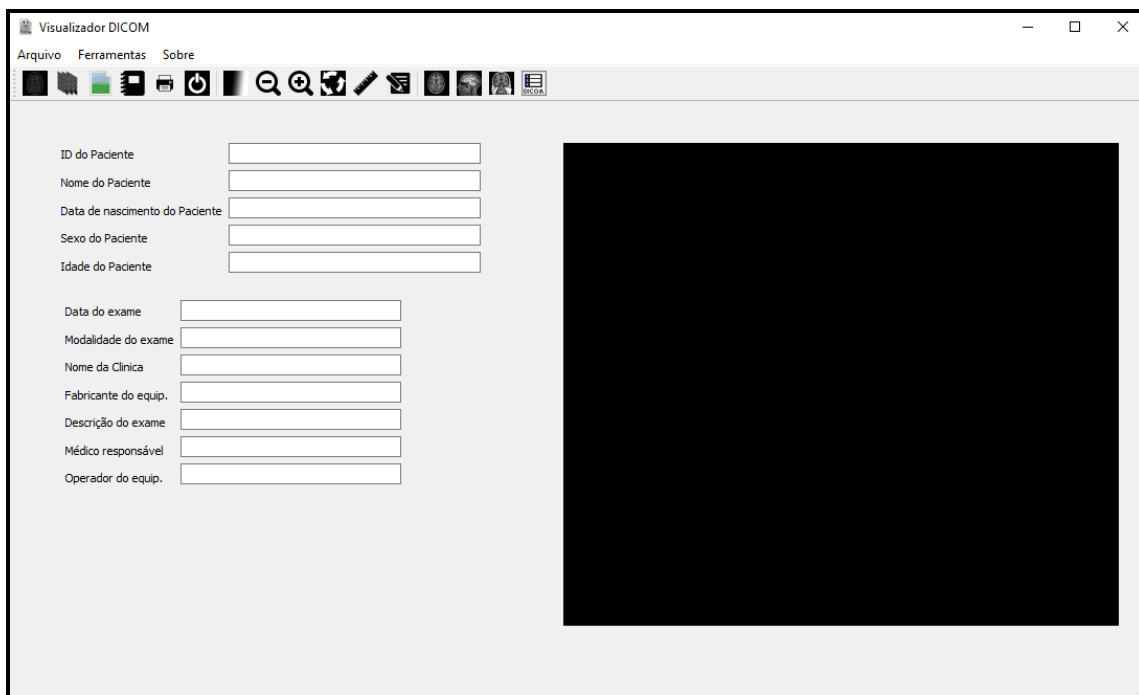 Visualizador DICOM
Arquivo Ferramentas Sobre
DICOM
ID do Paciente
Nome do Paciente
Data de nascimento do Paciente
Sexo do Paciente
Idade do Paciente
Data do exame
Modalidade do exame
Nome da Clinica
Fabricante do equip.
Descrição do exame
Médico responsável
Operador do equip.